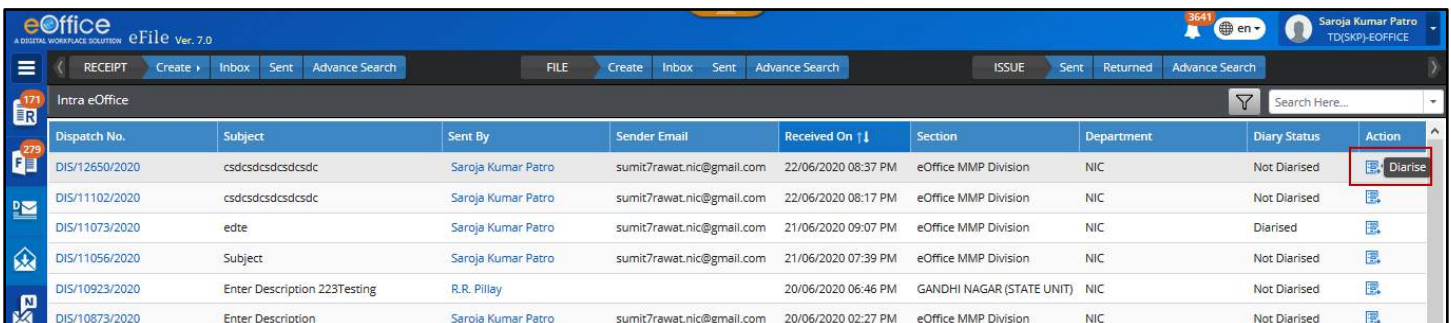 eOffice
A DIGITAL WORKPLACE SOLUTION eFile Ver. 7.0
3641 en Saroja Kumar Patro
TD(SKP)-EOFFICE
RECEIPT Create Inbox Sent Advance Search FILE Create Inbox Sent Advance Search ISSUE Sent Returned Advance Search
171 R Intra eOffice Search Here...
Dispatch No. Subject Sent By Sender Email Received On Section Department Diary Status Action
279 F DIS/12650/2020 csdcsdcsdcsdcsdc Saroja Kumar Patro sumit7rawat.nic@gmail.com 22/06/2020 08:37 PM eOffice MMP Division NIC Not Diarised Diarise
D DIS/11102/2020 csdcsdcsdcsdcsdc Saroja Kumar Patro sumit7rawat.nic@gmail.com 22/06/2020 08:17 PM eOffice MMP Division NIC Not Diarised
DIS/11073/2020 edte Saroja Kumar Patro sumit7rawat.nic@gmail.com 21/06/2020 09:07 PM eOffice MMP Division NIC Diarised
DIS/11056/2020 Subject Saroja Kumar Patro sumit7rawat.nic@gmail.com 21/06/2020 07:39 PM eOffice MMP Division NIC Not Diarised
N DIS/10923/2020 Enter Description 223Testing R.R. Pillay 20/06/2020 06:46 PM GANDHI NAGAR (STATE UNIT) NIC Not Diarised
DIS/10873/2020 Enter Description Saroja Kumar Patro sumit7rawat.nic@gmail.com 20/06/2020 02:27 PM eOffice MMP Division NIC Not Diarised